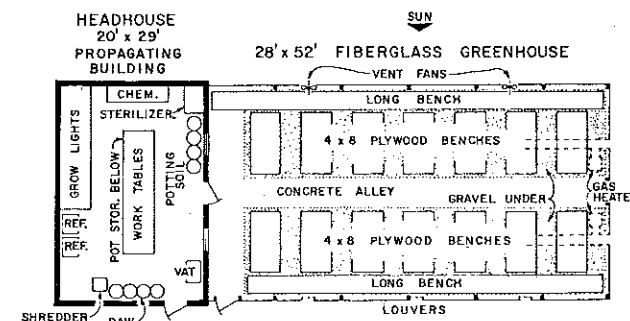 HEADHOUSE
20' x 29'
PROPAGATING
BUILDING
SUN
28' x 52' FIBERGLASS GREENHOUSE
VENT FANS
CHEM.
STERILIZER
GROW LIGHTS
POT STOR. BELOW
WORK TABLES
POTTING
SOIL
REF.
REF.
VAT
SHREDDER
LONG BENCH
4 x 8 PLYWOOD BENCHES
CONCRETE ALLEY
GRAVEL UNDER
GAS
HEATE
4 x 8 PLYWOOD BENCHES
LONG BENCH
LOUVERS